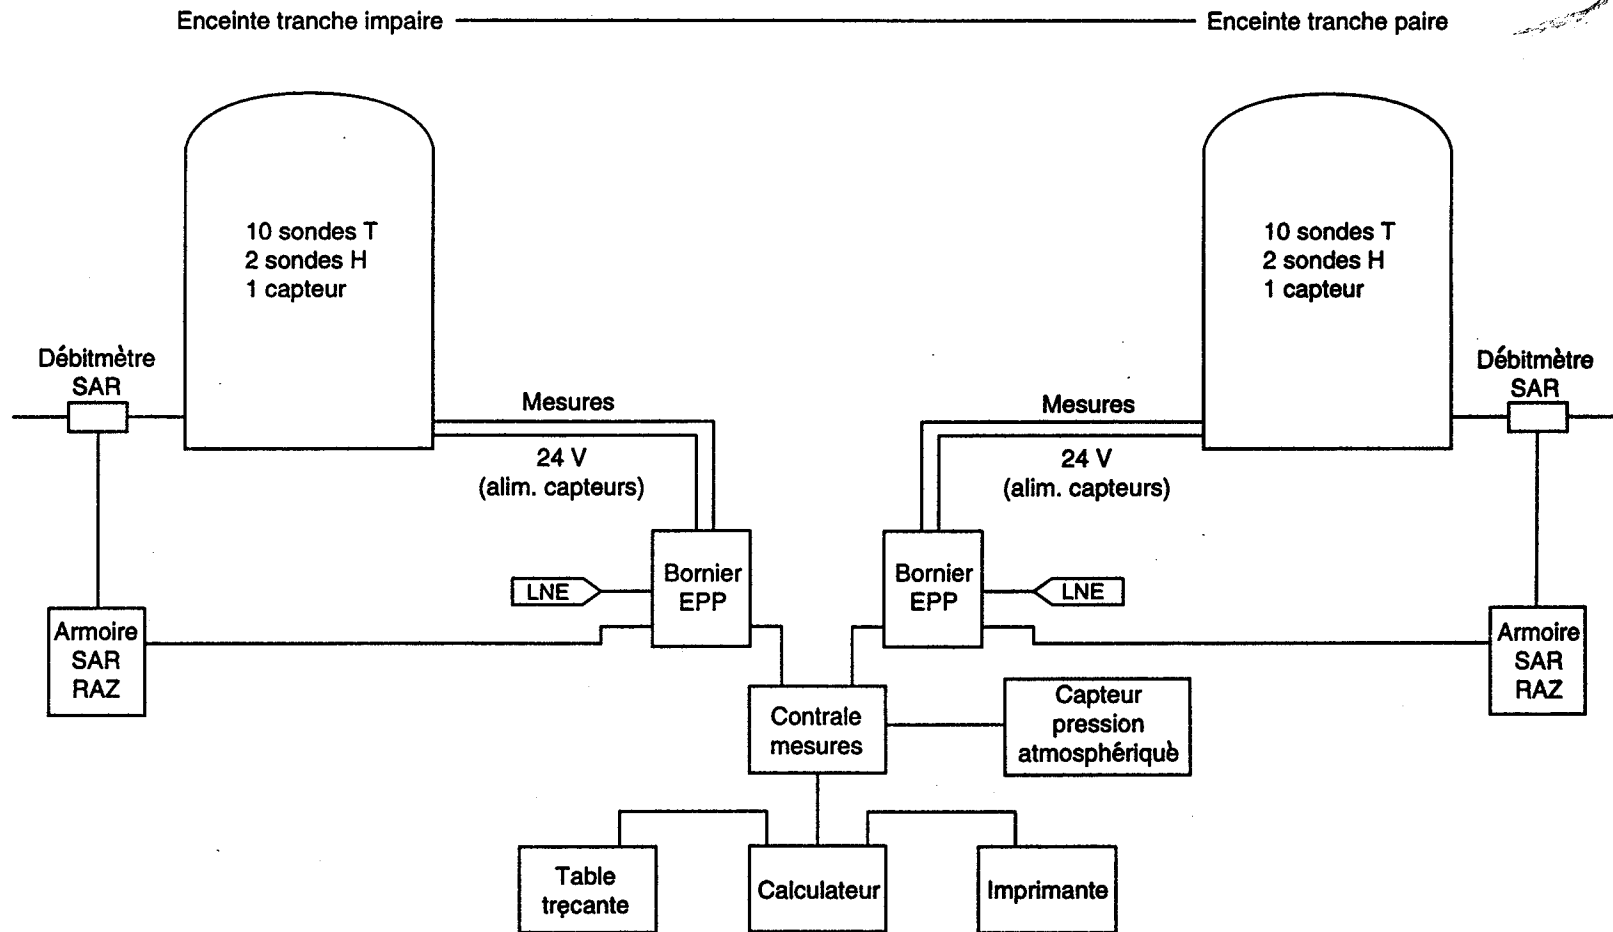 Enceinte tranche impaire
Enceinte tranche paire
10 sondes T
2 sondes H
1 capteur
10 sondes T
2 sondes H
1 capteur
Débitmètre
SAR
Débitmètre
SAR
Mesures
24 V
(alim. capteurs)
Mesures
24 V
(alim. capteurs)
LNE
Bornier
EPP
Bornier
EPP
LNE
Armoire
SAR
RAZ
Armoire
SAR
RAZ
Contrale
mesures
Capteur
pression
atmosphériquè
Table
tręcante
Calculateur
Imprimante